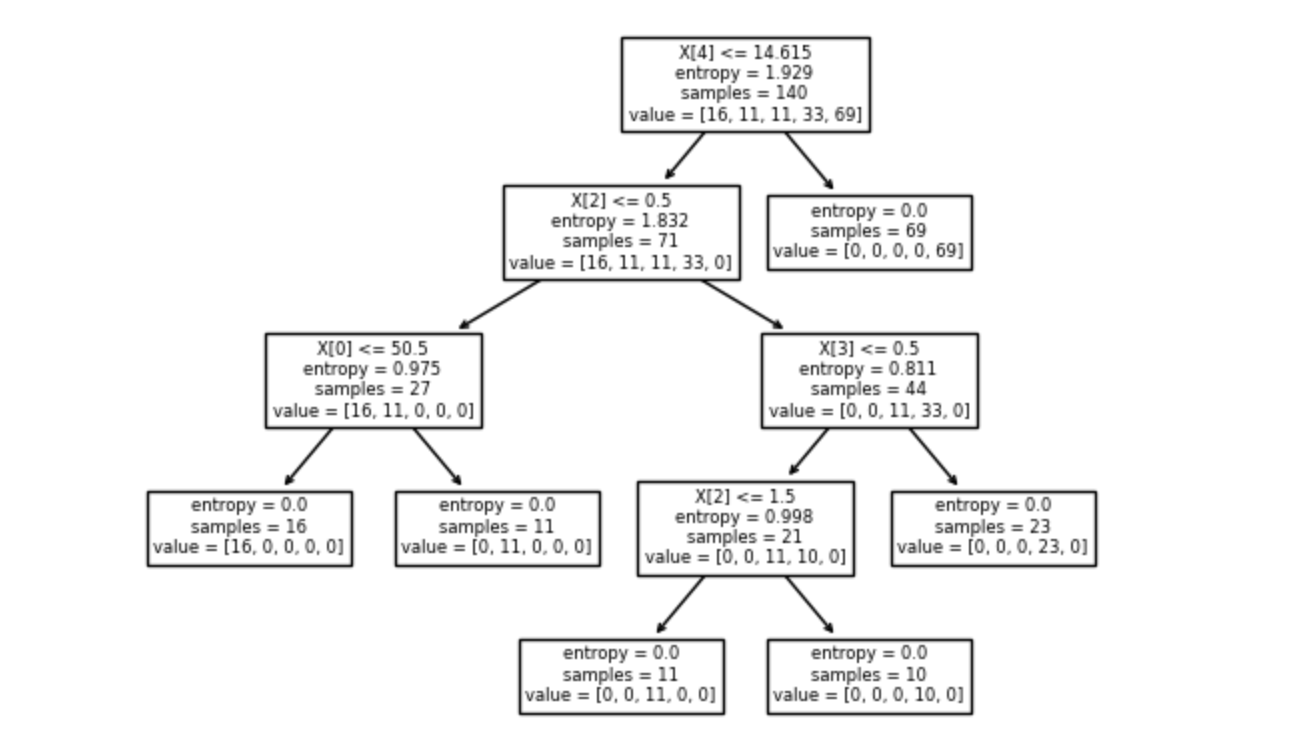 X[4] <= 14.615
entropy = 1.929
samples = 140
value = [16, 11, 11, 33, 69]
X[2] <= 0.5
entropy = 1.832
samples = 71
value = [16, 11, 11, 33, 0]
entropy = 0.0
samples = 69
value = [0, 0, 0, 0, 69]
X[0] <= 50.5
entropy = 0.975
samples = 27
value = [16, 11, 0, 0, 0]
X[3] <= 0.5
entropy = 0.811
samples = 44
value = [0, 0, 11, 33, 0]
entropy = 0.0
samples = 16
value = [16, 0, 0, 0, 0]
entropy = 0.0
samples = 11
value = [0, 11, 0, 0, 0]
X[2] <= 1.5
entropy = 0.998
samples = 21
value = [0, 0, 11, 10, 0]
entropy = 0.0
samples = 23
value = [0, 0, 0, 23, 0]
entropy = 0.0
samples = 11
value = [0, 0, 11, 0, 0]
entropy = 0.0
samples = 10
value = [0, 0, 0, 10, 0]